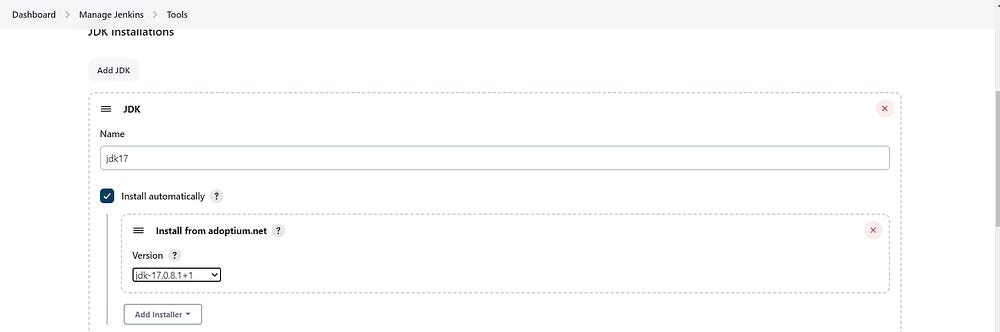 Dashboard > Manage Jenkins > Tools
JDK installations
Add JDK
JDK
Name
jdk17
Install automatically ?
Install from adoptium.net ?
Version ?
jdk-17.0.8.1+1
Add Installer